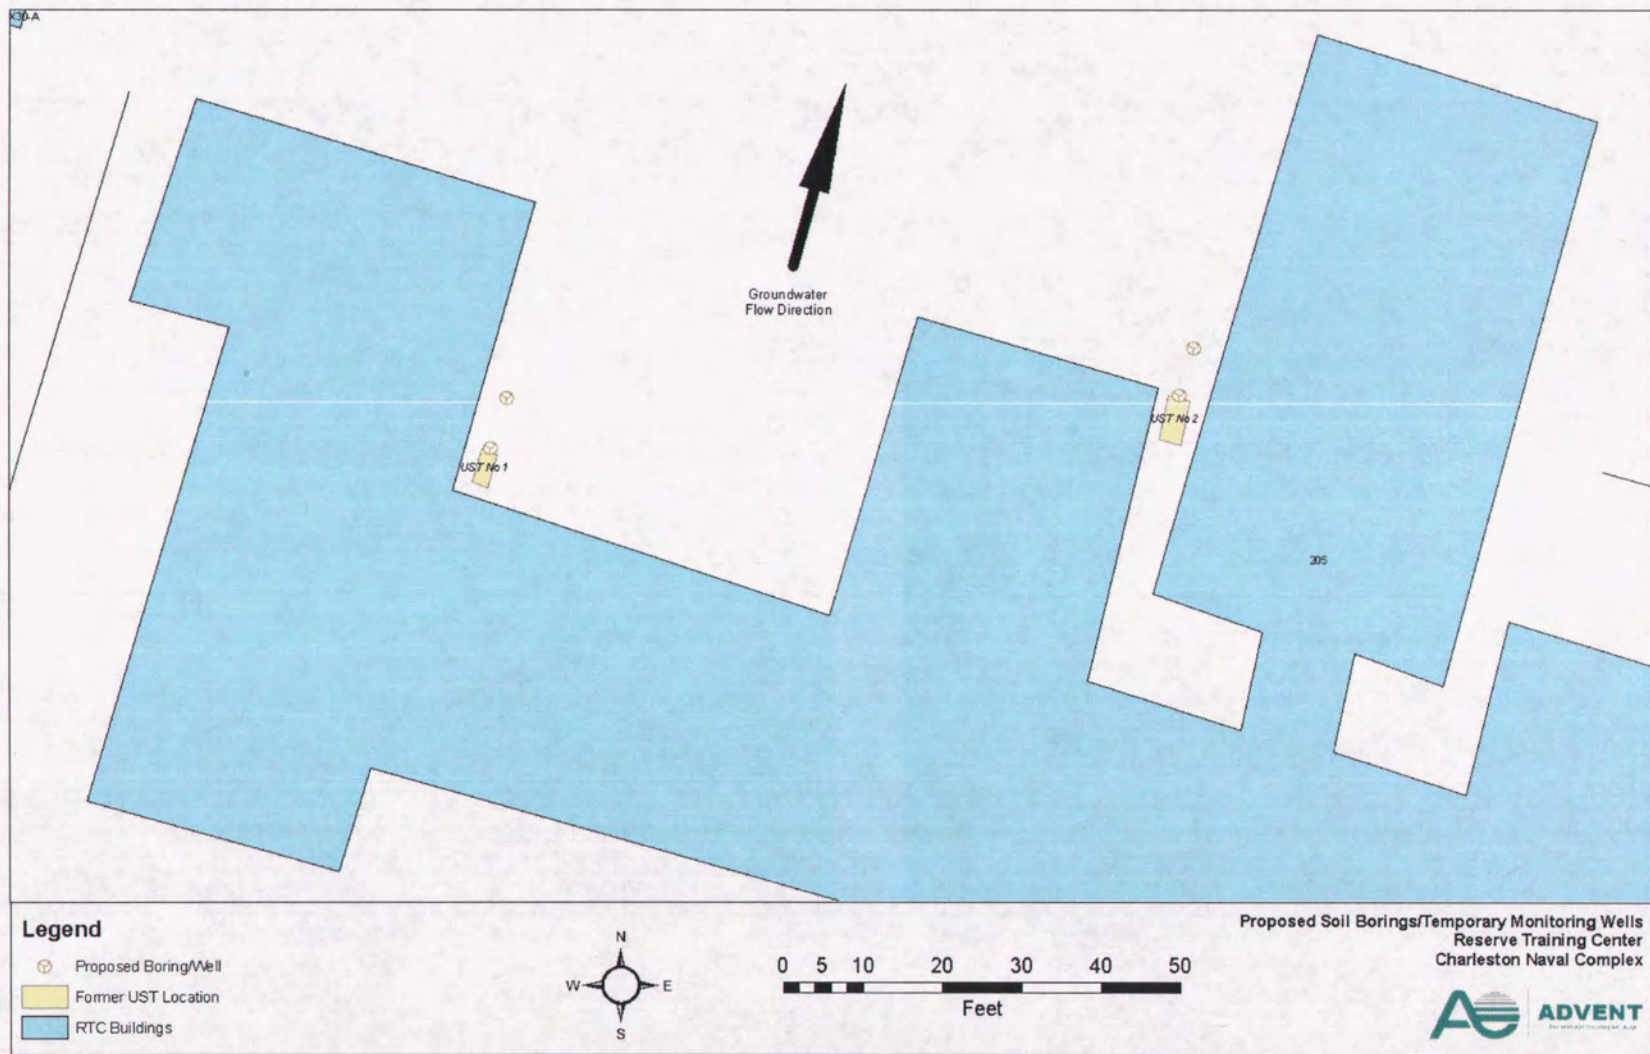 X30-A
Groundwater
Flow Direction
UST No 1
UST No 2
205
Legend
Proposed Boring/Well
Former UST Location
RTC Buildings
N
W E
S
0 5 10 20 30 40 50
Feet
Proposed Soil Borings/Temporary Monitoring Wells
Reserve Training Center
Charleston Naval Complex
ADVENT